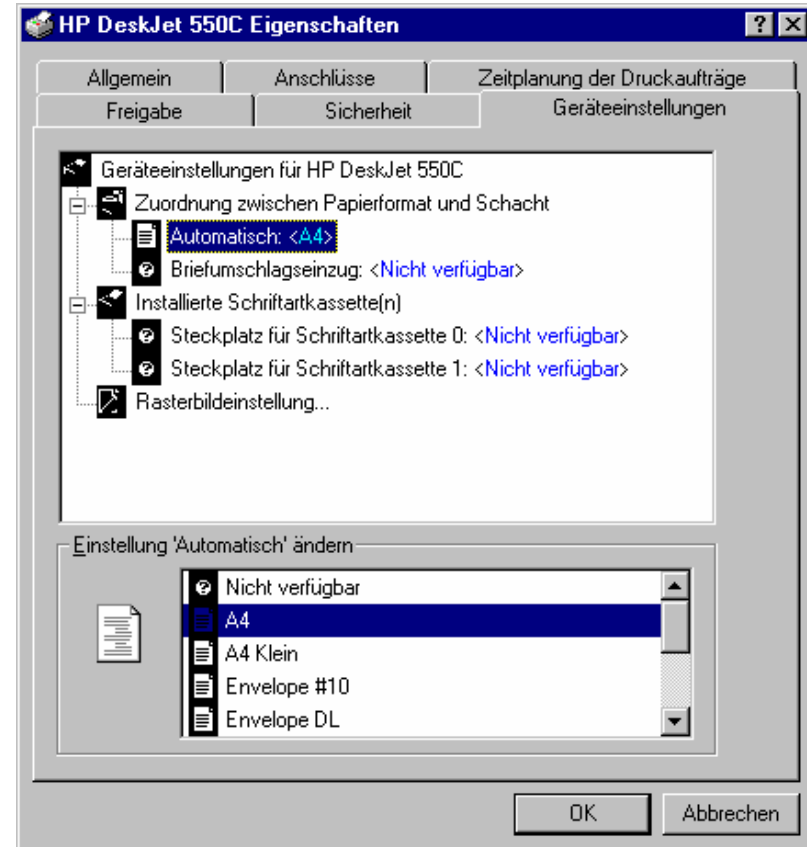 HP DeskJet 550C Eigenschaften
Allgemein Anschlüsse Zeitplanung der Druckaufträge
Freigabe Sicherheit Geräteeinstellungen
Geräteeinstellungen für HP DeskJet 550C
Zuordnung zwischen Papierformat und Schacht
Automatisch: <A4>
Briefumschlagseinzug: <Nicht verfügbar>
Installierte Schriftartkassette(n)
Steckplatz für Schriftartkassette 0: <Nicht verfügbar>
Steckplatz für Schriftartkassette 1: <Nicht verfügbar>
Rasterbildeinstellung...
Einstellung 'Automatisch' ändern
Nicht verfügbar
A4
A4 Klein
Envelope #10
Envelope DL
OK Abbrechen